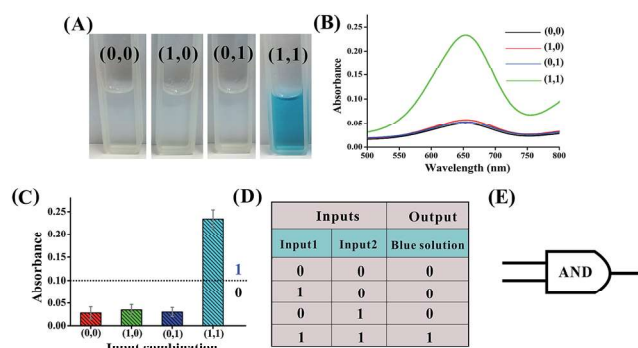 (A)
(0,0) (1,0) (0,1) (1,1)
(B)
Absorbance
0.25
0.20
0.15
0.10
0.00
500 550 600 650 700 750 800
Wavelength (nm)
(0,0)
(1,0)
(0,1)
(1,1)
(C)
Absorbance
0.25
0.20
0.15
0.10
0.05
0.00
1
0
(0,0) (1,0) (0,1) (1,1)
Input combination
(D)
Inputs Output
Input1 Input2 Blue solution
0 0 0
1 0 0
0 1 0
1 1 1
(E)
AND